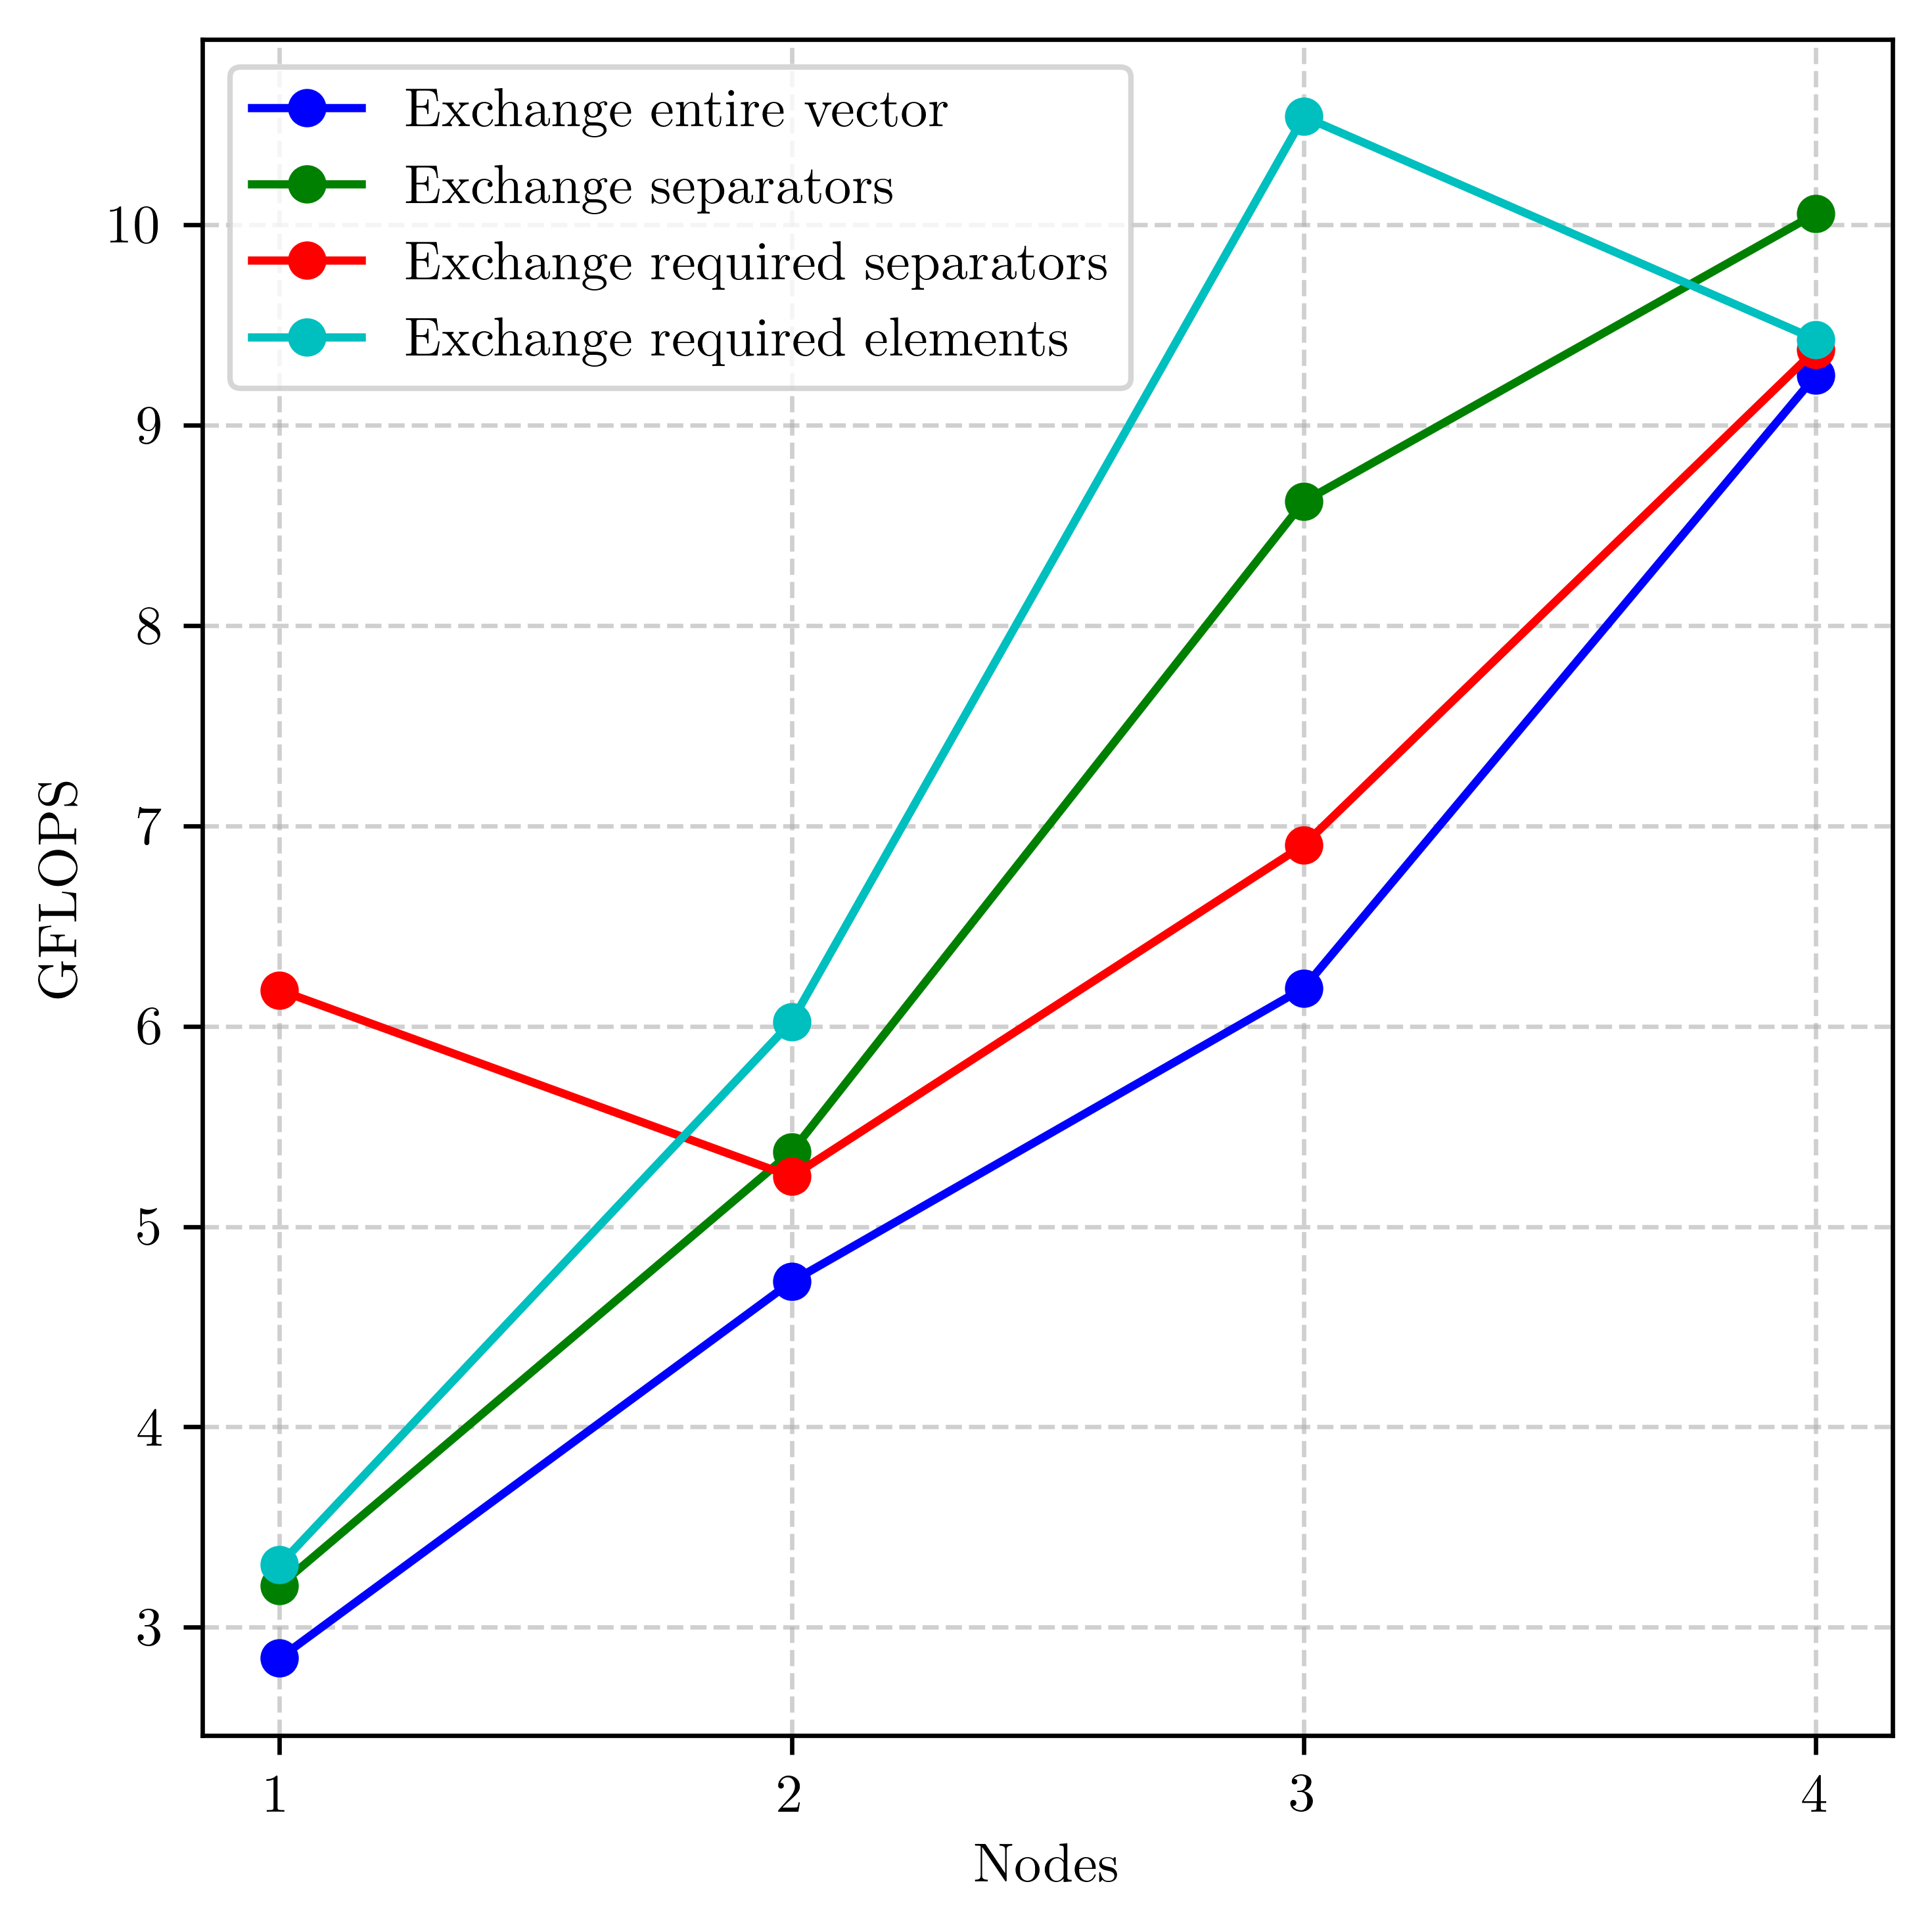 Exchange entire vector
Exchange separators
Exchange required separators
Exchange required elements
10
9
8
7
6
5
4
3
GFLOPS
1 2 3 4
Nodes